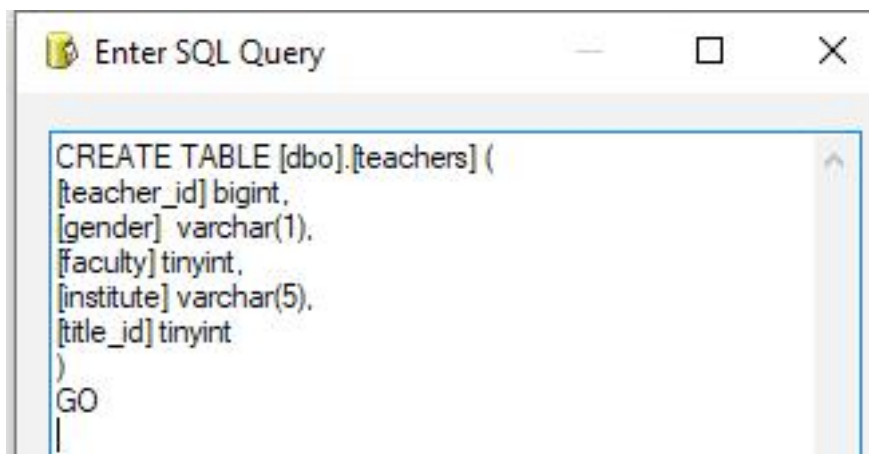 Enter SQL Query
CREATE TABLE [dbo].[teachers] (
[teacher_id] bigint,
[gender]  varchar(1),
[faculty] tinyint,
[institute] varchar(5),
[title_id] tinyint
)
GO